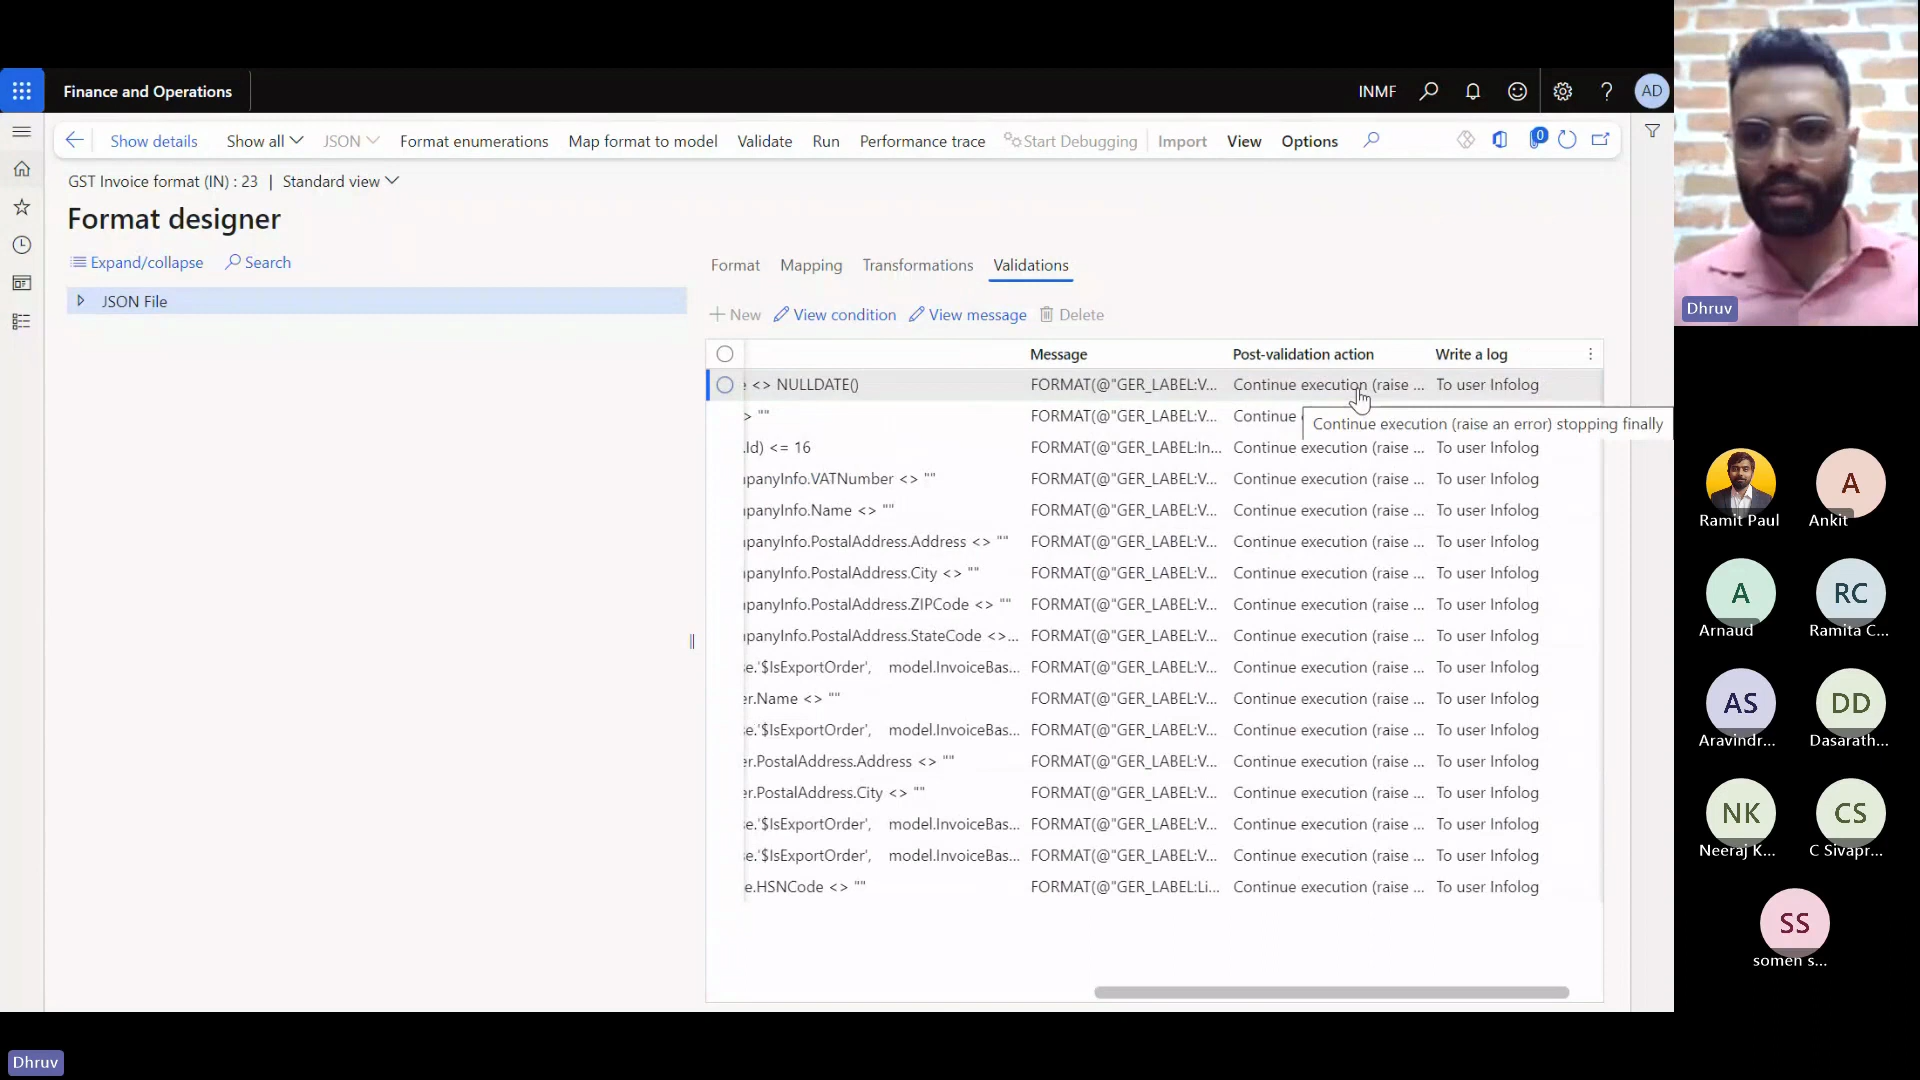 Finance and Operations
INMF
?
AD
Show details
Show all
JSON
Format enumerations
Map format to model
Validate
Run
Performance trace
Start Debugging
Import
View
Options
0
GST Invoice format (IN) : 23 | Standard view
Format designer
Expand/collapse
Search
JSON File
Format
Mapping
Transformations
Validations
New
View condition
View message
Delete
Message
Post-validation action
Write a log
<> NULLDATE() FORMAT(@"GER_LABEL:V... Continue execution (raise ... To user Infolog
> "" FORMAT(@"GER_LABEL:V... Continue
Continue execution (raise an error) stopping finally
.Id) <= 16 FORMAT(@"GER_LABEL:In... Continue execution (raise ... To user Infolog
panyInfo.VATNumber <> "" FORMAT(@"GER_LABEL:V... Continue execution (raise ... To user Infolog
panyInfo.Name <> "" FORMAT(@"GER_LABEL:V... Continue execution (raise ... To user Infolog
panyInfo.PostalAddress.Address <> "" FORMAT(@"GER_LABEL:V... Continue execution (raise ... To user Infolog
panyInfo.PostalAddress.City <> "" FORMAT(@"GER_LABEL:V... Continue execution (raise ... To user Infolog
panyInfo.PostalAddress.ZIPCode <> "" FORMAT(@"GER_LABEL:V... Continue execution (raise ... To user Infolog
panyInfo.PostalAddress.StateCode <>... FORMAT(@"GER_LABEL:V... Continue execution (raise ... To user Infolog
e.'$IsExportOrder', model.InvoiceBas... FORMAT(@"GER_LABEL:V... Continue execution (raise ... To user Infolog
er.Name <> "" FORMAT(@"GER_LABEL:V... Continue execution (raise ... To user Infolog
e.'$IsExportOrder', model.InvoiceBas... FORMAT(@"GER_LABEL:V... Continue execution (raise ... To user Infolog
er.PostalAddress.Address <> "" FORMAT(@"GER_LABEL:V... Continue execution (raise ... To user Infolog
er.PostalAddress.City <> "" FORMAT(@"GER_LABEL:V... Continue execution (raise ... To user Infolog
e.'$IsExportOrder', model.InvoiceBas... FORMAT(@"GER_LABEL:V... Continue execution (raise ... To user Infolog
e.'$IsExportOrder', model.InvoiceBas... FORMAT(@"GER_LABEL:V... Continue execution (raise ... To user Infolog
e.HSNCode <> "" FORMAT(@"GER_LABEL:Li... Continue execution (raise ... To user Infolog
Dhruv
Ramit Paul
A
Ankit
A
Arnaud
RC
Ramita C...
AS
Aravindr...
DD
Dasarath...
NK
Neeraj K...
CS
C Sivapr...
SS
somen s...
Dhruv